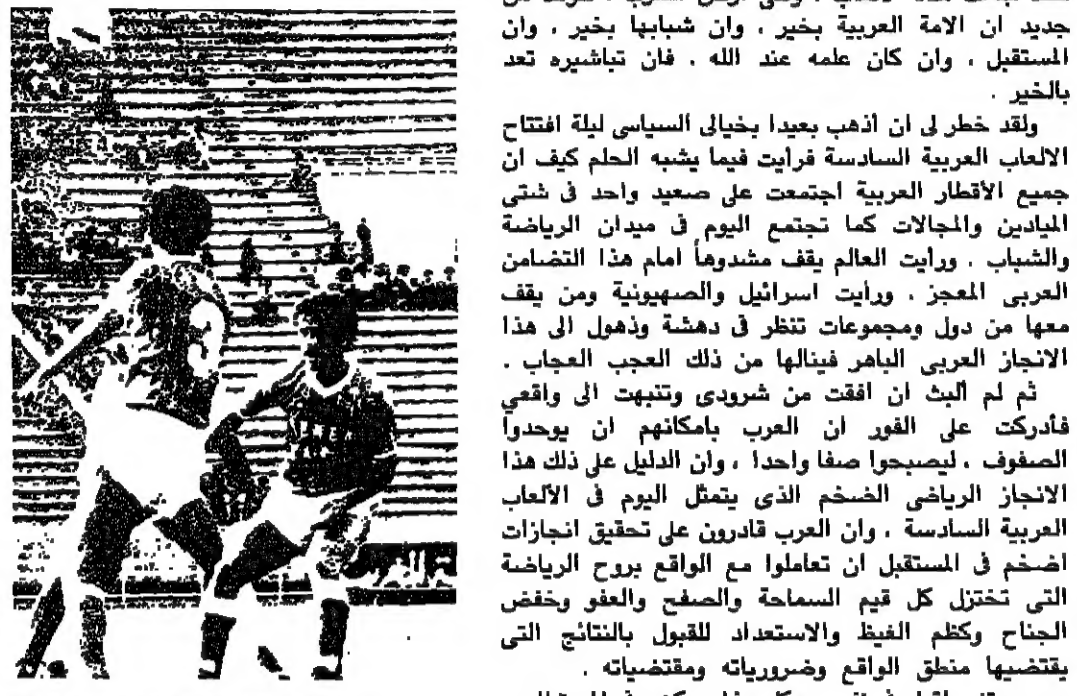 جديد ان الامة العربية بخير ، وان شبابها بخير ، وان
المستقبل ، وان كان علمه عند الله ، فان تباشيره تعد
بالخير .
ولقد خطر لى ان اذهب بعيدا بخيالى السياسى ليلة افتتاح
الالعاب العربية السادسة فرأيت فيما يشبه الحلم كيف ان
جميع الأقطار العربية اجتمعت على صعيد واحد فى شتى
الميادين والمجالات كما تجتمع اليوم فى ميدان الرياضة
والشباب . ورأيت العالم يقف مشدوهاً امام هذا التضامن
العربى المعجز . ورأيت اسرائيل والصهيونية ومن يقف
معها من دول ومجموعات تنظر فى دهشة وذهول الى هذا
الانجاز العربى الباهر فينالها من ذلك العجب العجاب .
ثم لم ألبث ان افقت من شرودى وتنبهت الى واقعي
فأدركت على الفور ان العرب بامكانهم ان يوحدوا
الصفوف ، ليصبحوا صفا واحدا ، وان الدليل على ذلك هذا
الانجاز الرياضى الضخم الذى يتمثل اليوم فى الألعاب
العربية السادسة ، وان العرب قادرون على تحقيق انجازات
اضخم فى المستقبل ان تعاملوا مع الواقع بروح الرياضة
التى تختزل كل قيم السماحة والصفح والعفو وخفض
الجناح وكظم الغيظ والاستعداد للقبول بالنتائج التى
يقتضيها منطق الواقع وضرورياته ومقتضياته .